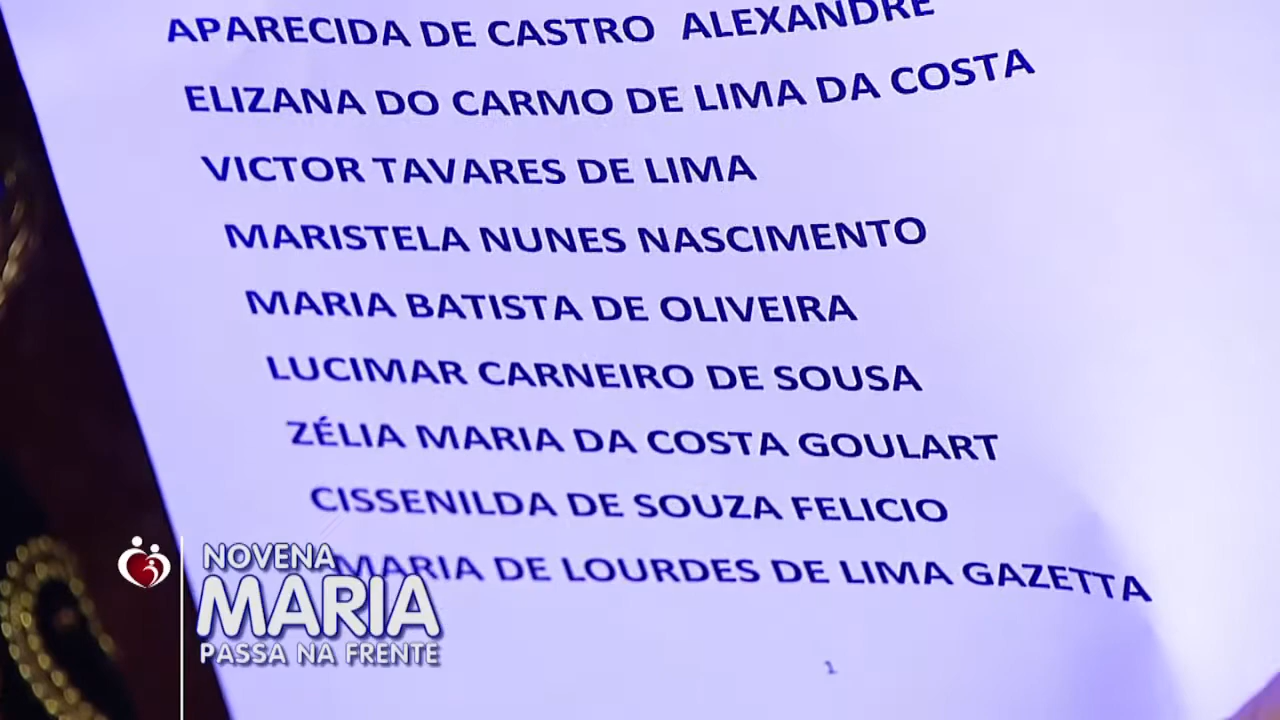 APARECIDA DE CASTRO ALEXANDRE
ELIZANA DO CARMO DE LIMA DA COSTA
VICTOR TAVARES DE LIMA
MARISTELA NUNES NASCIMENTO
MARIA BATISTA DE OLIVEIRA
LUCIMAR CARNEIRO DE SOUSA
ZÉLIA MARIA DA COSTA GOULART
CISSENILDA DE SOUZA FELICIO
MARIA DE LOURDES DE LIMA GAZETTA
1
NOVENA
MARIA
PASSA NA FRENTE